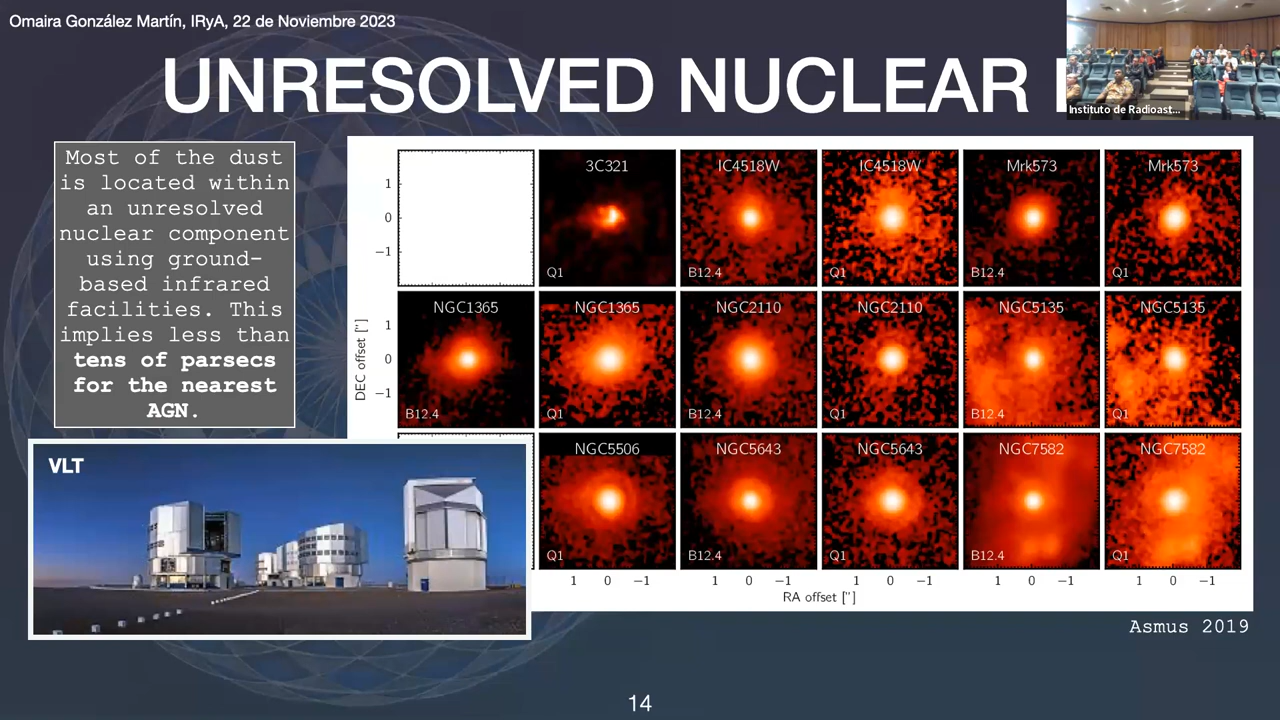 Omaira González Martín, IRyA, 22 de Noviembre 2023
UNRESOLVED NUCLEAR
Instituto de Radioast...
Most of the dust
is located within
an unresolved
nuclear component
using ground-
based infrared
facilities. This
implies less than
tens of parsecs
for the nearest
AGN.
3C321 IC4518W IC4518W Mrk573 Mrk573
1
0
−1
Q1 B12.4 Q1 B12.4 Q1
NGC1365 NGC1365 NGC2110 NGC2110 NGC5135 NGC5135
1
0
−1
DEC offset ["]
B12.4 Q1 B12.4 Q1 B12.4 Q1
NGC5506 NGC5643 NGC5643 NGC7582 NGC7582
Q1 B12.4 Q1 B12.4 Q1
1 0 −1 1 0 −1 1 0 −1 1 0 −1 1 0 −1
RA offset ["]
VLT
Asmus 2019
14